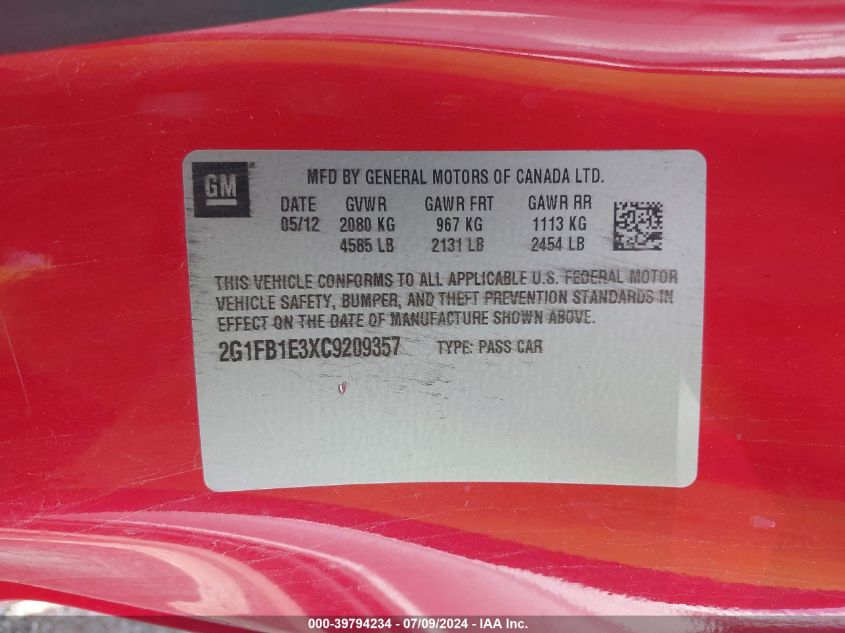 GM
MFD BY GENERAL MOTORS OF CANADA LTD.
DATE GVWR GAWR FRT GAWR RR
05/12 2080 KG 967 KG 1113 KG
4585 LB 2131 LB 2454 LB
THIS VEHICLE CONFORMS TO ALL APPLICABLE U.S. FEDERAL MOTOR
VEHICLE SAFETY, BUMPER, AND THEFT PREVENTION STANDARDS IN
EFFECT ON THE DATE OF MANUFACTURE SHOWN ABOVE.
2G1FB1E3XC9209357 TYPE: PASS CAR
000-39794234 - 07/09/2024 - IAA Inc.